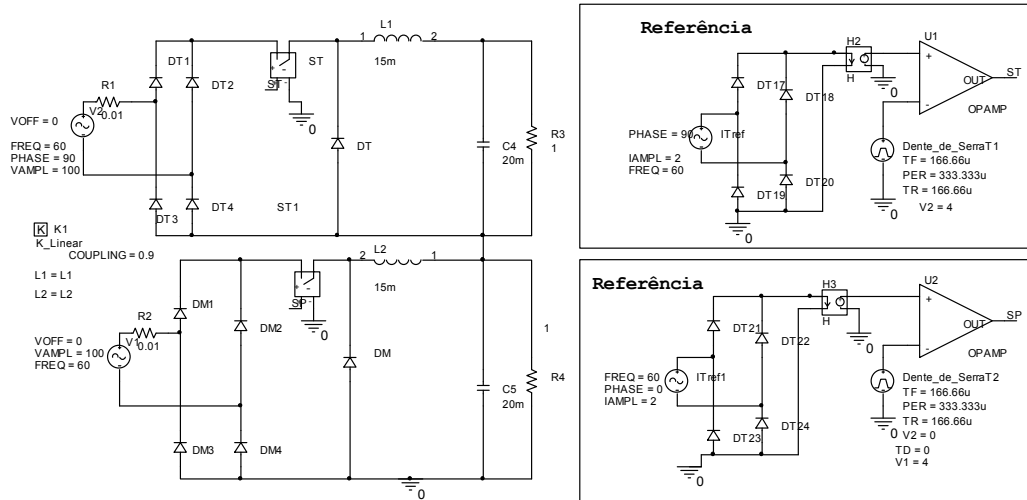 L1
1
2
15m
DT1
DT2
ST
ST
+
-
0
R1
V2
0.01
VOFF = 0
FREQ = 60
PHASE = 90
VAMPL = 100
DT
C4
20m
R3
1
DT3
DT4
ST1
K K1
K_Linear
COUPLING = 0.9
L1 = L1
L2 = L2
L2
2
1
15m
SP
+
-
0
DM1
DM2
R2
V1
0.01
VOFF = 0
VAMPL = 100
FREQ = 60
DM
1
R4
C5
20m
DM3
DM4
0
Referência
H2
H
+
-
U1
OUT
ST
OPAMP
0
DT17
DT18
PHASE = 90
ITref
IAMPL = 2
FREQ = 60
DT19
DT20
0
Dente_de_SerraT1
TF = 166.66u
PER = 333.333u
TR = 166.66u
V2 = 4
0
Referência
H3
H
+
-
U2
OUT
SP
OPAMP
0
DT21
DT22
FREQ = 60
PHASE = 0
IAMPL = 2
ITref1
DT23
DT24
0
Dente_de_SerraT2
TF = 166.66u
PER = 333.333u
TR = 166.66u
V2 = 0
TD = 0
V1 = 4
0